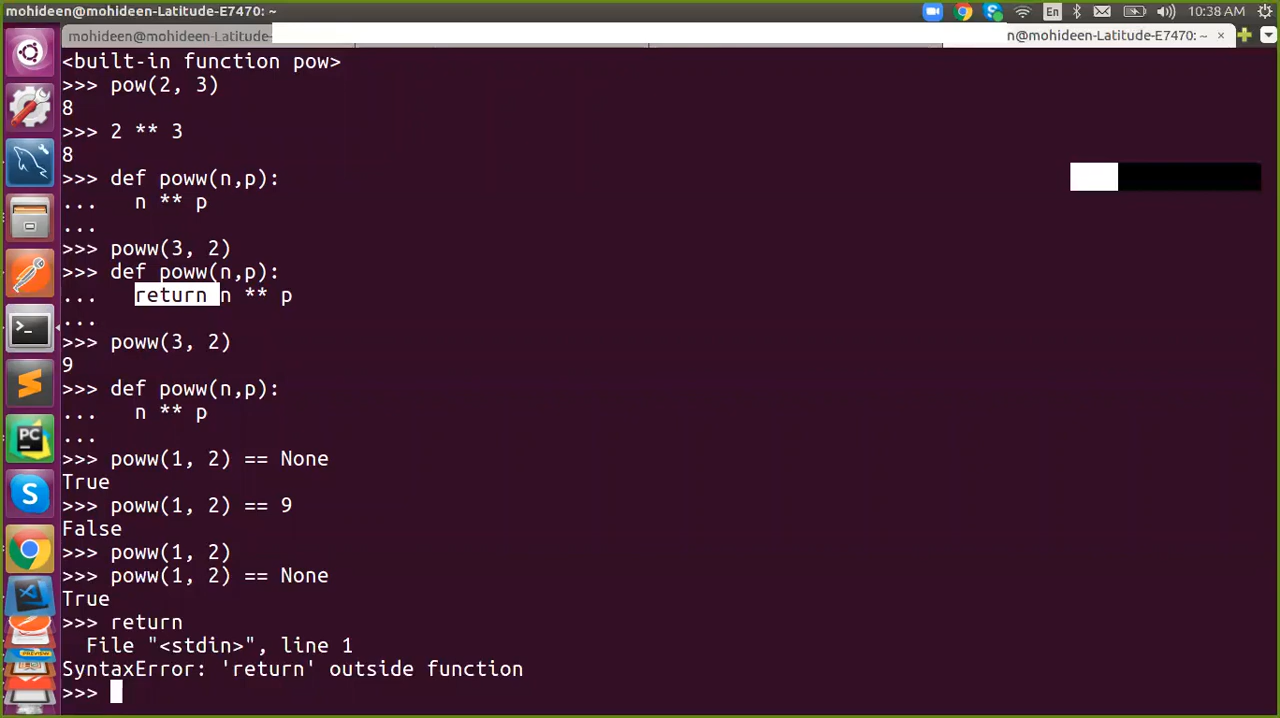 mohideen@mohideen-Latitude-E7470: ~
En
10:38 AM
mohideen@mohideen-Latitude-
n@mohideen-Latitude-E7470: ~ ×
<built-in function pow>
>>> pow(2, 3)
8
>>> 2 ** 3
8
>>> def poww(n,p):
...   n ** p
...
>>> poww(3, 2)
>>> def poww(n,p):
...   return n ** p
...
>>> poww(3, 2)
9
>>> def poww(n,p):
...   n ** p
...
>>> poww(1, 2) == None
True
>>> poww(1, 2) == 9
False
>>> poww(1, 2)
>>> poww(1, 2) == None
True
>>> return
  File "<stdin>", line 1
SyntaxError: 'return' outside function
>>>
PC
S